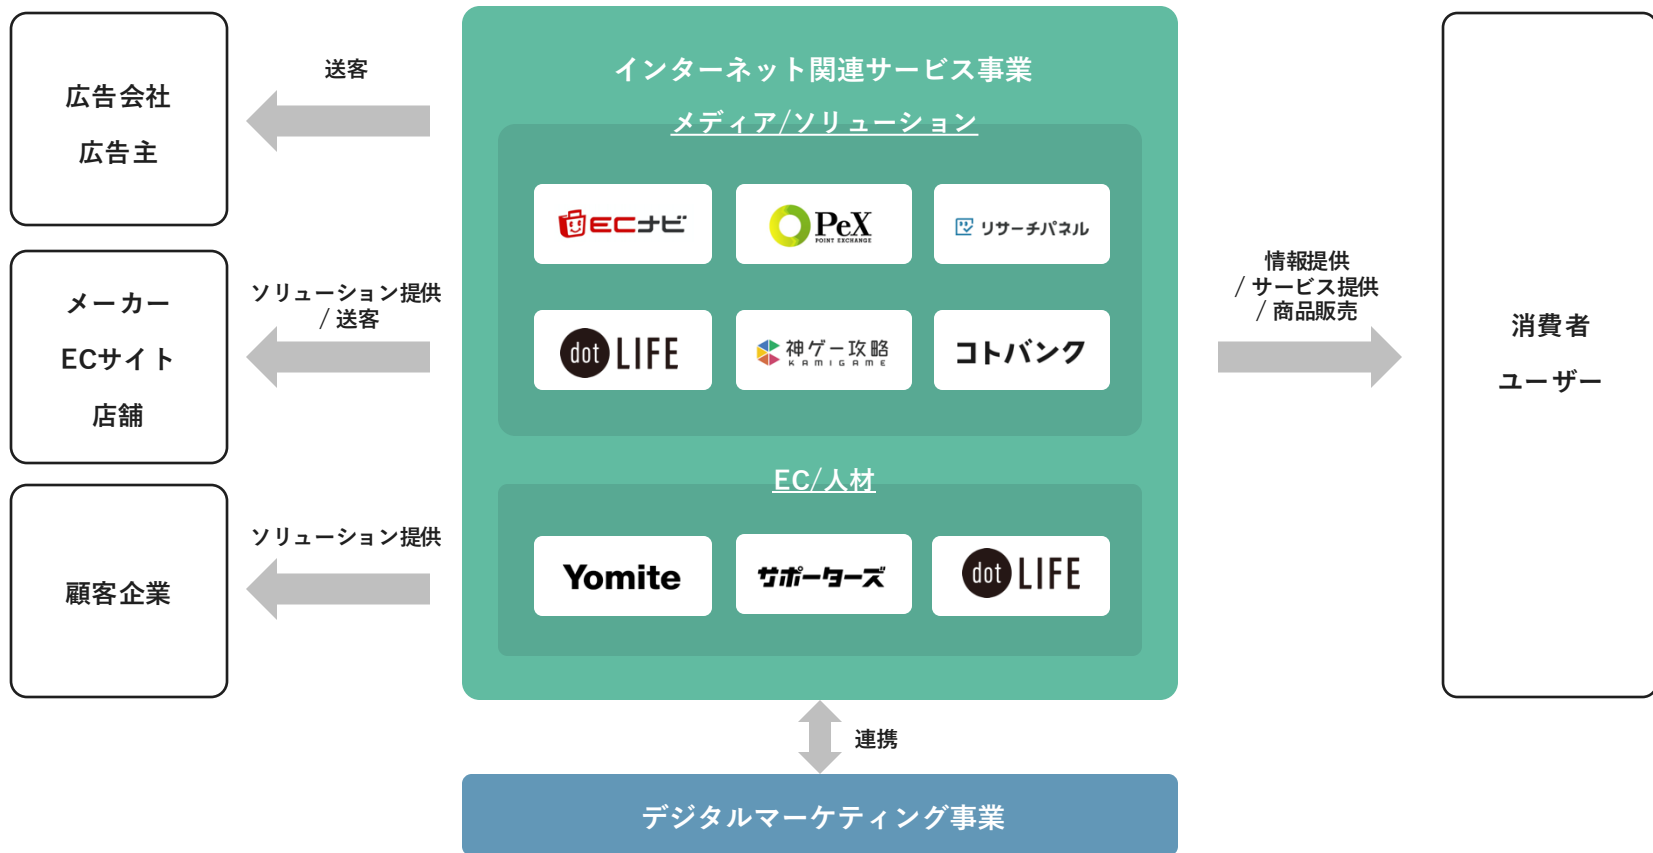 広告会社
広告主
送客
メーカー
ECサイト
店舗
ソリューション提供
/ 送客
顧客企業
ソリューション提供
インターネット関連サービス事業
メディア/ソリューション
ECナビ
PeX
POINT EXCHANGE
リサーチパネル
dot LIFE
神ゲー攻略
KAMIGAME
コトバンク
EC/人材
Yomite
サポーターズ
dot LIFE
情報提供
/ サービス提供
/ 商品販売
消費者
ユーザー
連携
デジタルマーケティング事業